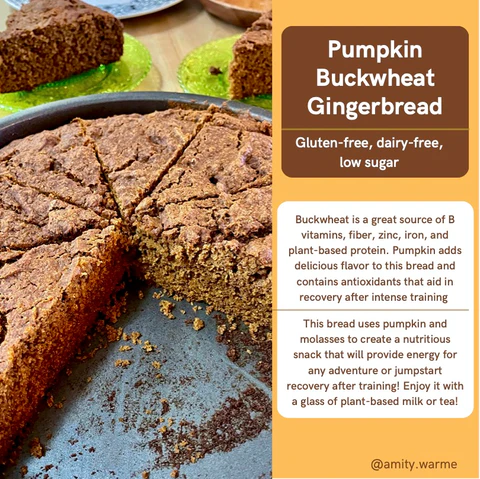 Pumpkin
Buckwheat
Gingerbread
Gluten-free, dairy-free,
low sugar
Buckwheat is a great source of B
vitamins, fiber, zinc, iron, and
plant-based protein. Pumpkin adds
delicious flavor to this bread and
contains antioxidants that aid in
recovery after intense training
This bread uses pumpkin and
molasses to create a nutritious
snack that will provide energy for
any adventure or jumpstart
recovery after training! Enjoy it with
a glass of plant-based milk or tea!
@amity.warme